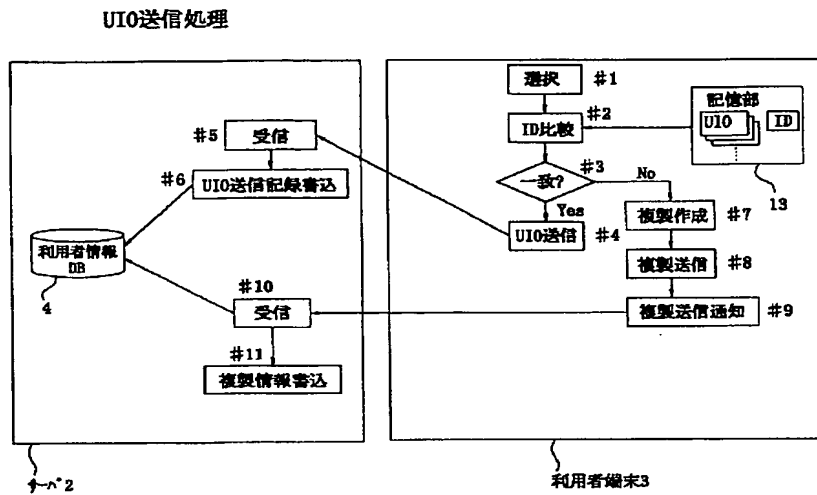 UIO送信処理
選択 #1
ID比較 #2
記憶部
UIO ID
13
一致? #3
No
Yes
UIO送信 #4
#5 受信
#6 UIO送信記録書込
利用者情報
DB
4
複製作成 #7
複製送信 #8
複製送信通知 #9
#10
受信
#11
複製情報書込
サーバ2
利用者端末3